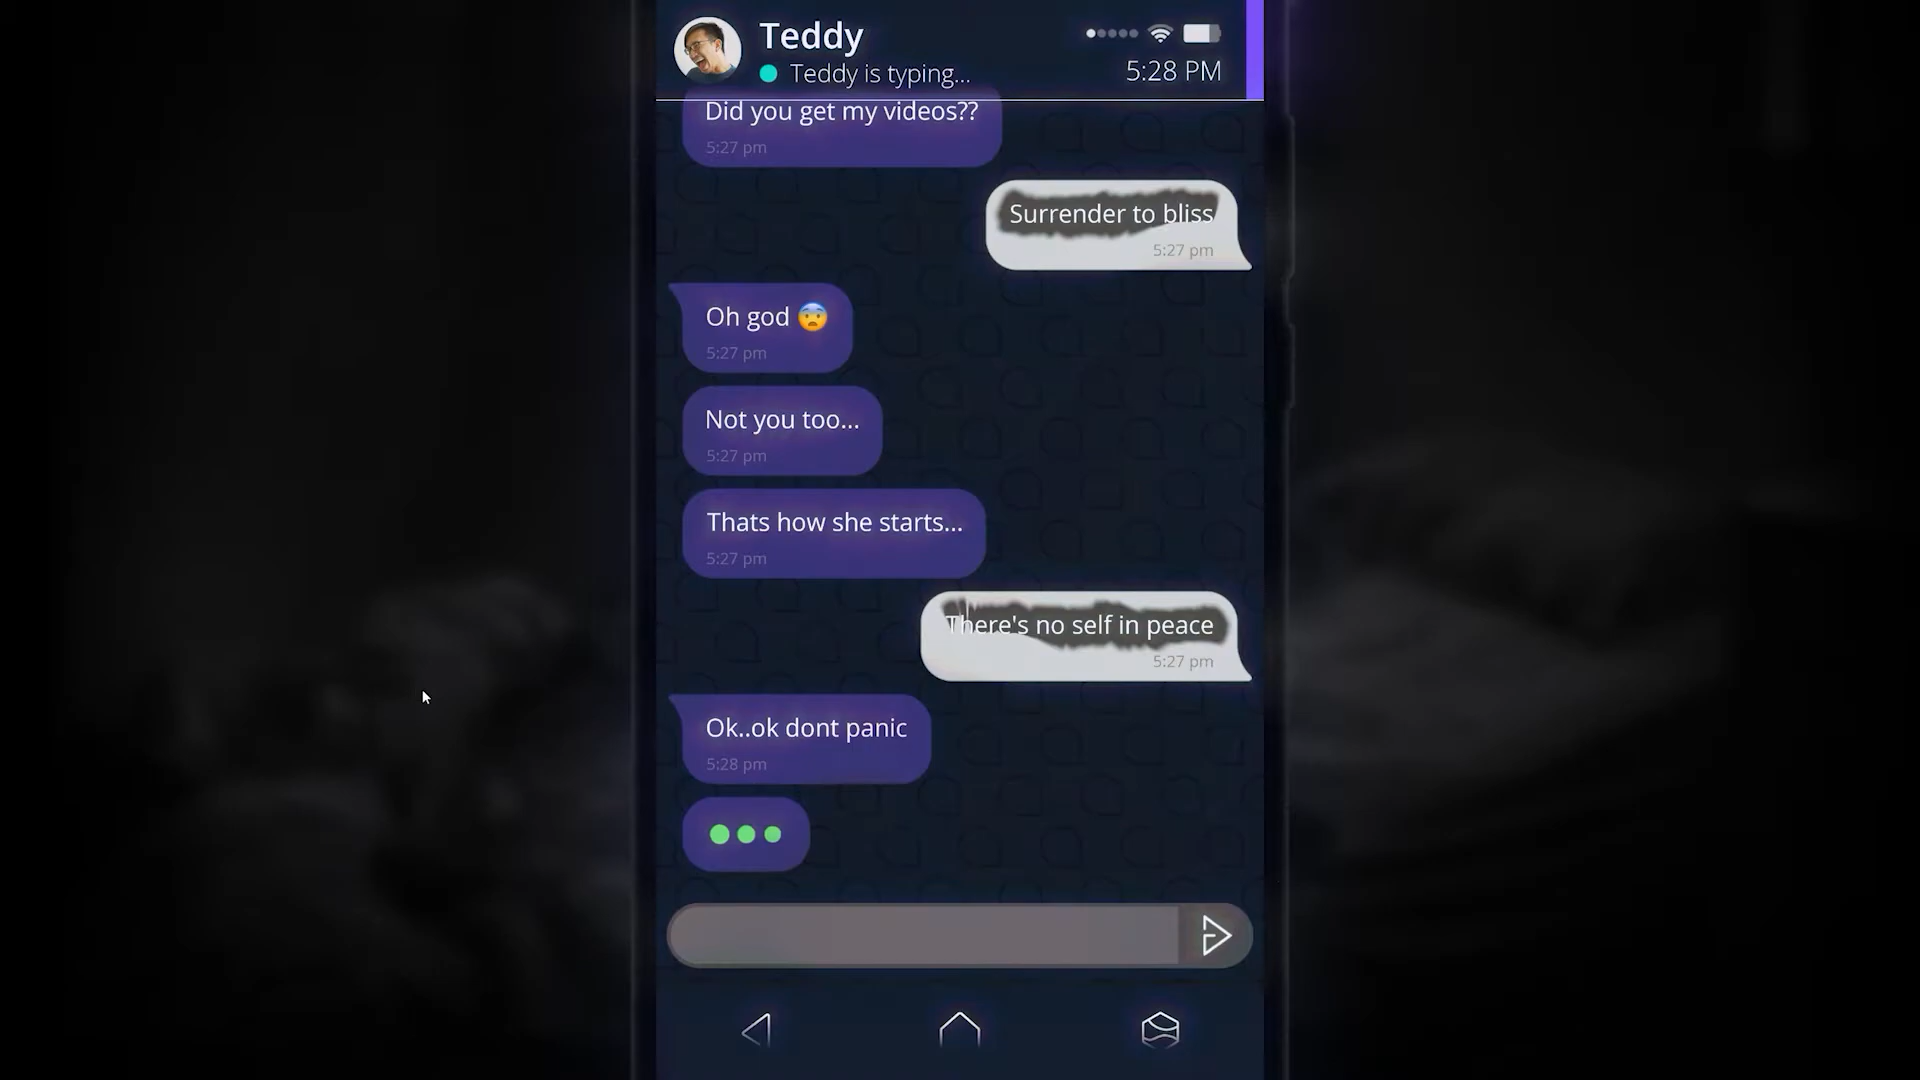 Teddy
Teddy is typing...
5:28 PM
Did you get my videos??
5:27 pm
Surrender to bliss
5:27 pm
Oh god 😨
5:27 pm
Not you too...
5:27 pm
Thats how she starts...
5:27 pm
There's no self in peace
5:27 pm
Ok..ok dont panic
5:28 pm